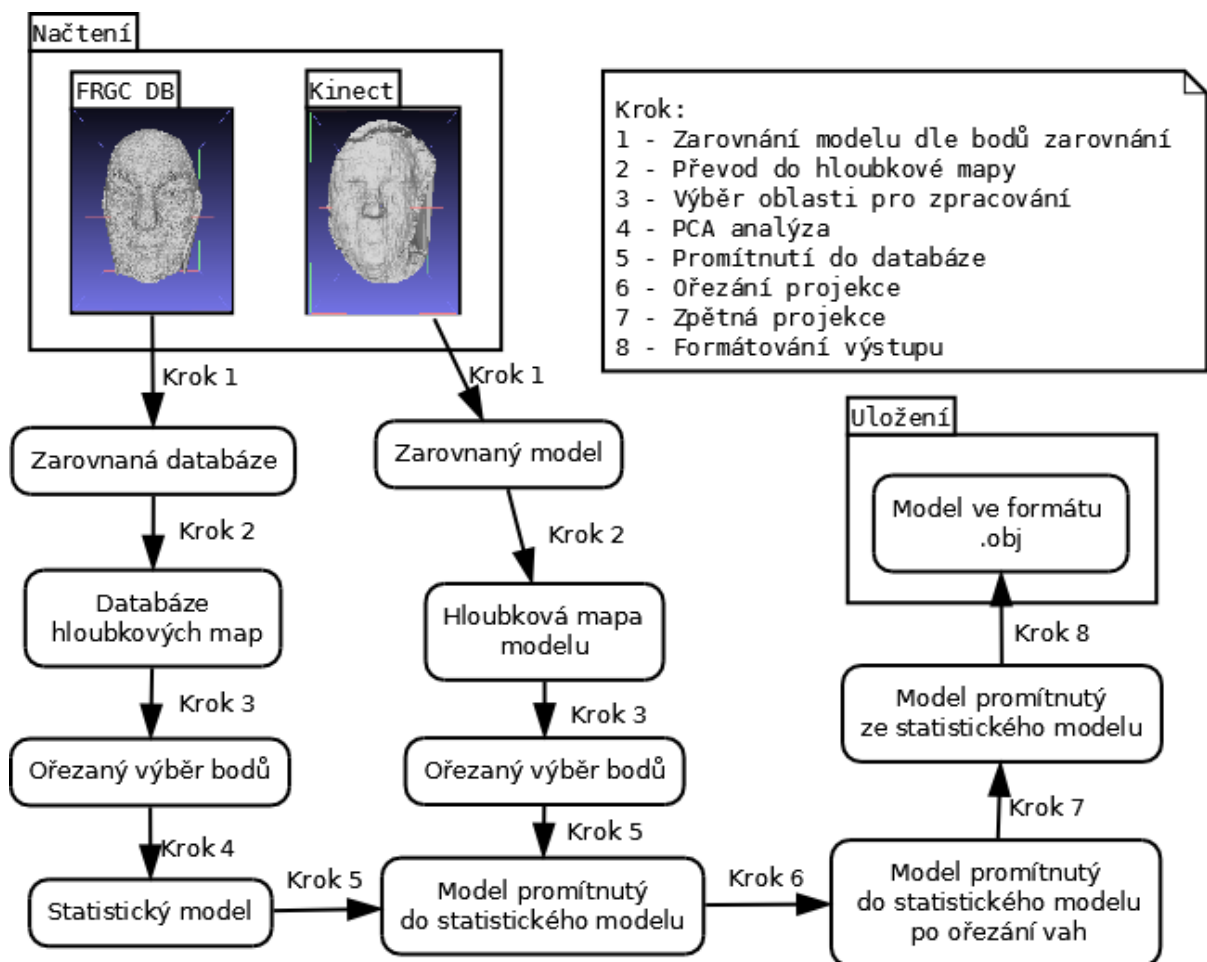 Načtení
FRGC DB
Kinect
Krok:
1 - Zarovnání modelu dle bodů zarovnání
2 - Převod do hloubkové mapy
3 - Výběr oblasti pro zpracování
4 - PCA analýza
5 - Promítnutí do databáze
6 - Ořezání projekce
7 - Zpětná projekce
8 - Formátování výstupu
Krok 1
Krok 1
Zarovnaná databáze
Zarovnaný model
Uložení
Model ve formátu
.obj
Krok 2
Krok 2
Databáze
hloubkových map
Hloubková mapa
modelu
Krok 8
Krok 3
Krok 3
Model promítnutý
ze statistického modelu
Ořezaný výběr bodů
Ořezaný výběr bodů
Krok 7
Krok 4
Krok 5
Statistický model
Krok 5
Model promítnutý
do statistického modelu
Krok 6
Model promítnutý
do statistického modelu
po ořezání vah